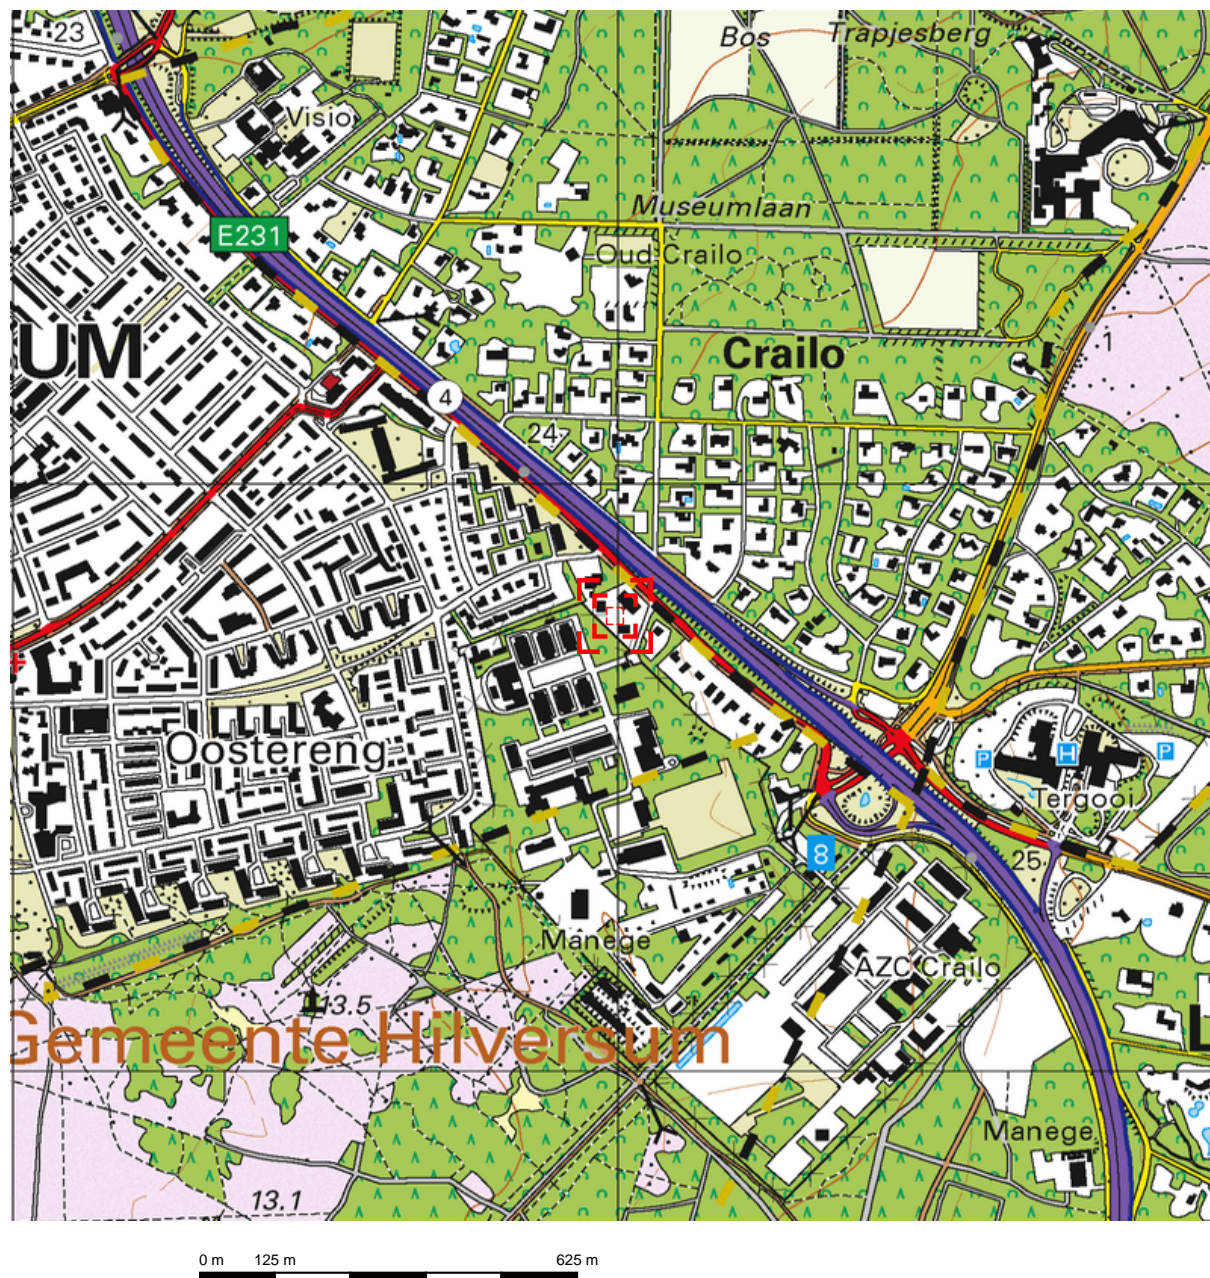 23
Bos
Trapjesberg
Visio
Museumlaan
E231
Oud Crailo
1
UM
Crailo
4
24
Oostereng
P
H
P
Tergooi
8
25
Manege
AZC Crailo
13.5
Gemeente Hilversum
L
Manege
13.1
0 m
125 m
625 m